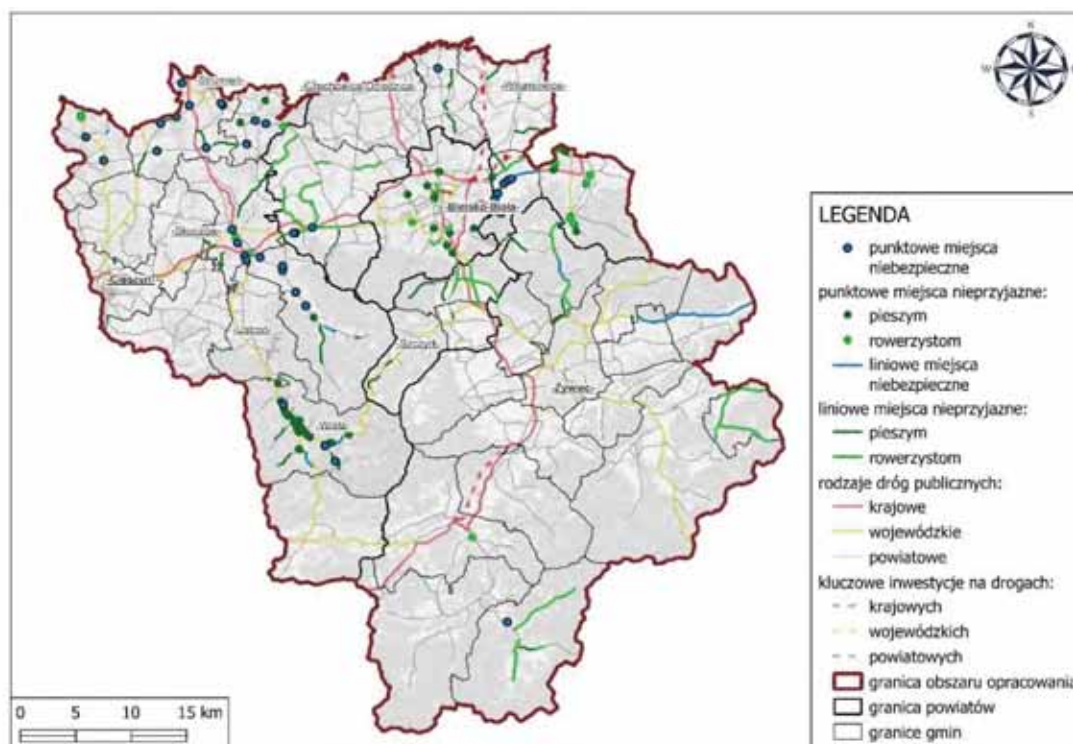 N
W
S
Bielsko-Biała
Cieszyn
Żywiec
Wisła
LEGENDA
punktowe miejsca
niebezpieczne
punktowe miejsca nieprzyjazne:
pieszym
rowerzystom
liniowe miejsca
niebezpieczne
liniowe miejsca nieprzyjazne:
pieszym
rowerzystom
rodzaje dróg publicznych:
krajowe
wojewódzkie
powiatowe
kluczowe inwestycje na drogach:
krajowych
wojewódzkich
powiatowych
granica obszaru opracowania
granica powiatów
granice gmin
0 5 10 15 km